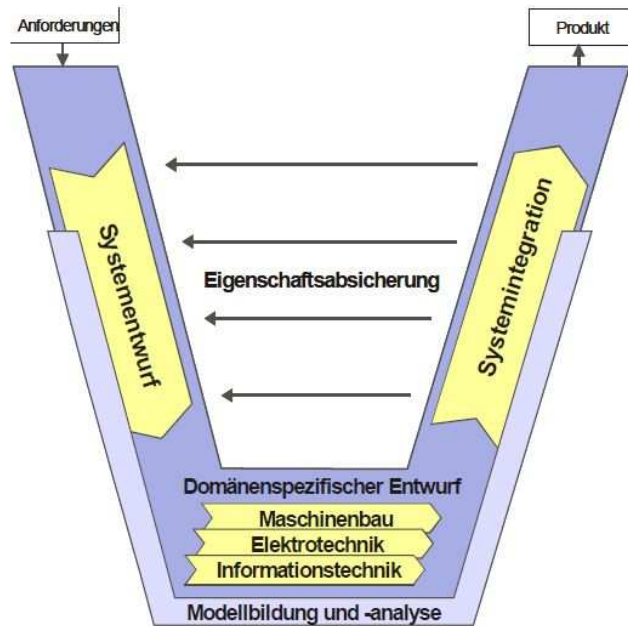 Anforderungen
Produkt
Systementwurf
Eigenschaftsabsicherung
Systemintegration
Domänenspezifischer Entwurf
Maschinenbau
Elektrotechnik
Informationstechnik
Modellbildung und -analyse